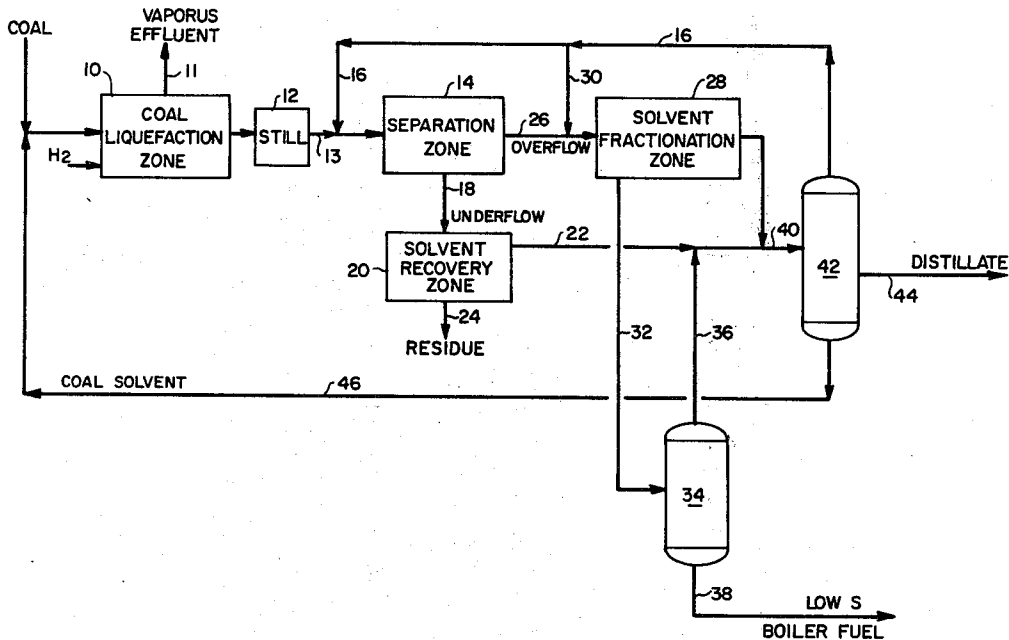 COAL
VAPORUS
EFFLUENT
10
11
COAL
LIQUEFACTION
ZONE
H2
12
STILL
13
16
14
SEPARATION
ZONE
26
OVERFLOW
30
16
28
SOLVENT
FRACTIONATION
ZONE
18
UNDERFLOW
20
SOLVENT
RECOVERY
ZONE
22
24
RESIDUE
32
36
40
42
DISTILLATE
44
COAL SOLVENT
46
34
38
LOW S
BOILER FUEL